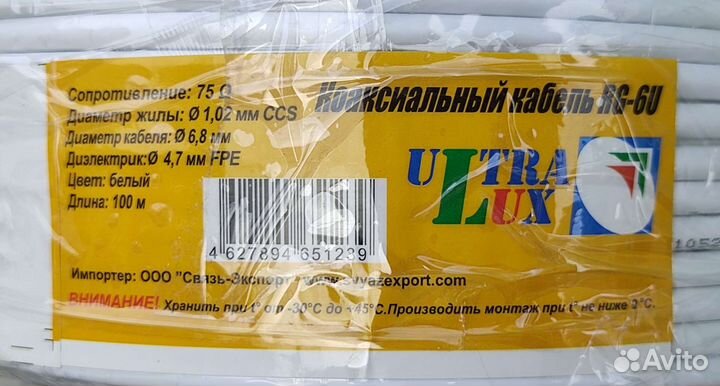 Коаксиальный кабель RG-6U
Сопротивление: 75 Ω
Диаметр жилы: Ø 1,02 мм CCS
Диаметр кабеля: Ø 6,8 мм
Диэлектрик: Ø 4,7 мм FPE
Цвет: белый
Длина: 100 м
ULTRA
LUX
4 627894 651239
Импортер: ООО "Связь-Экспорт" www.svyazexport.com
ВНИМАНИЕ! Хранить при t° от -30°C до +45°C.Производить монтаж при t° не ниже 0°C.
Avito